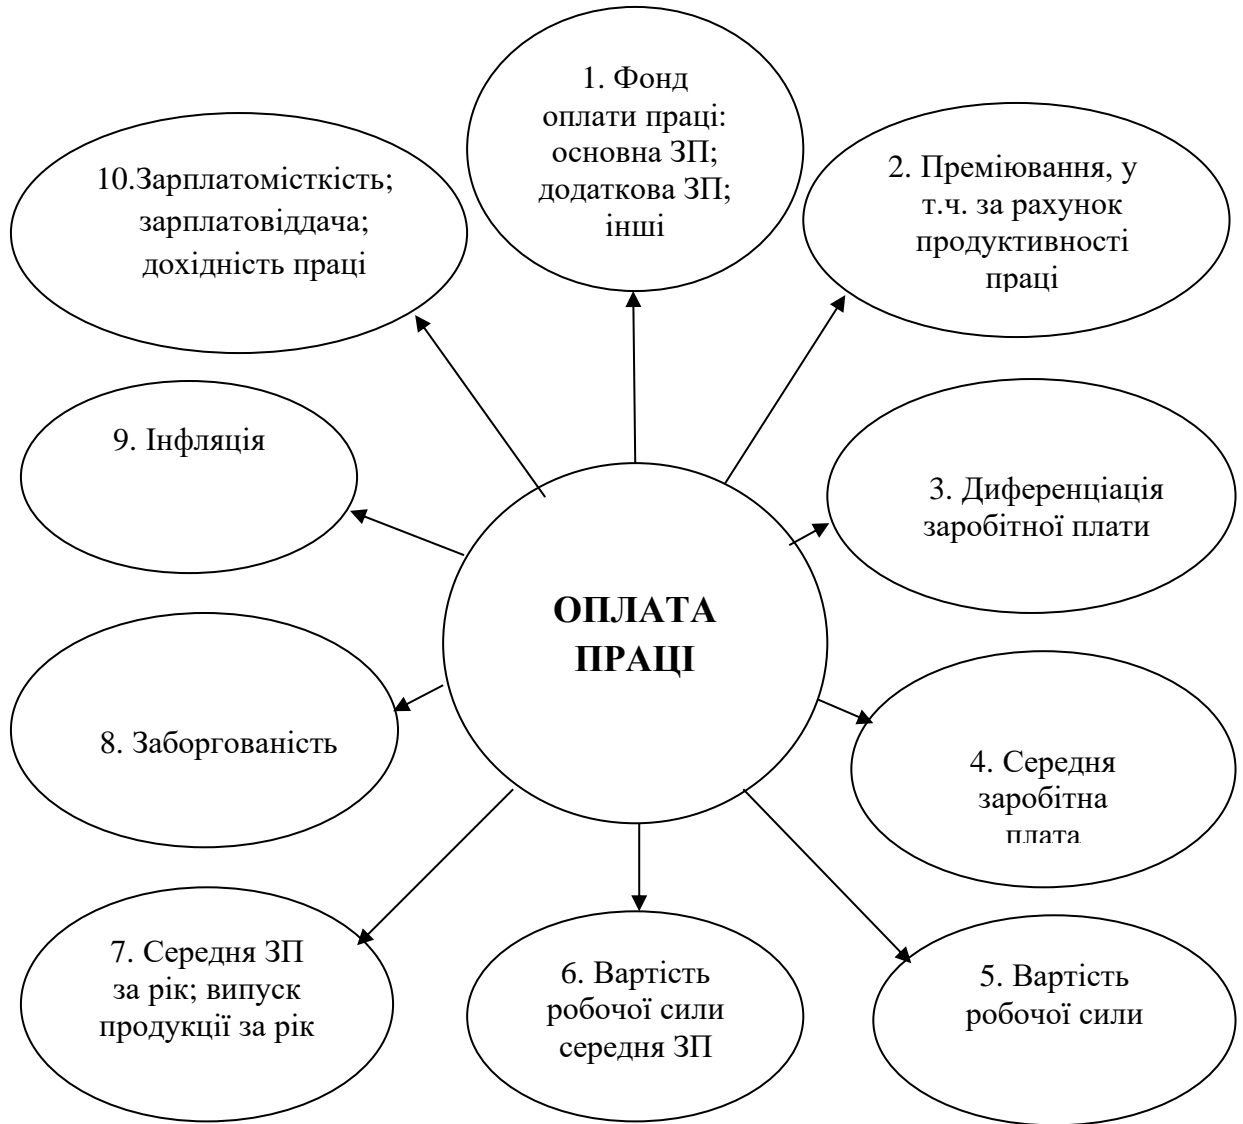 1. Фонд
оплати праці:
основна ЗП;
додаткова ЗП;
інші
2. Преміювання, у
т.ч. за рахунок
продуктивності
праці
3. Диференціація
заробітної плати
4. Середня
заробітна
плата
5. Вартість
робочої сили
6. Вартість
робочої сили
середня ЗП
7. Середня ЗП
за рік; випуск
продукції за рік
8. Заборгованість
9. Інфляція
10.Зарплатомісткість;
зарплатовіддача;
дохідність праці
ОПЛАТА
ПРАЦІ